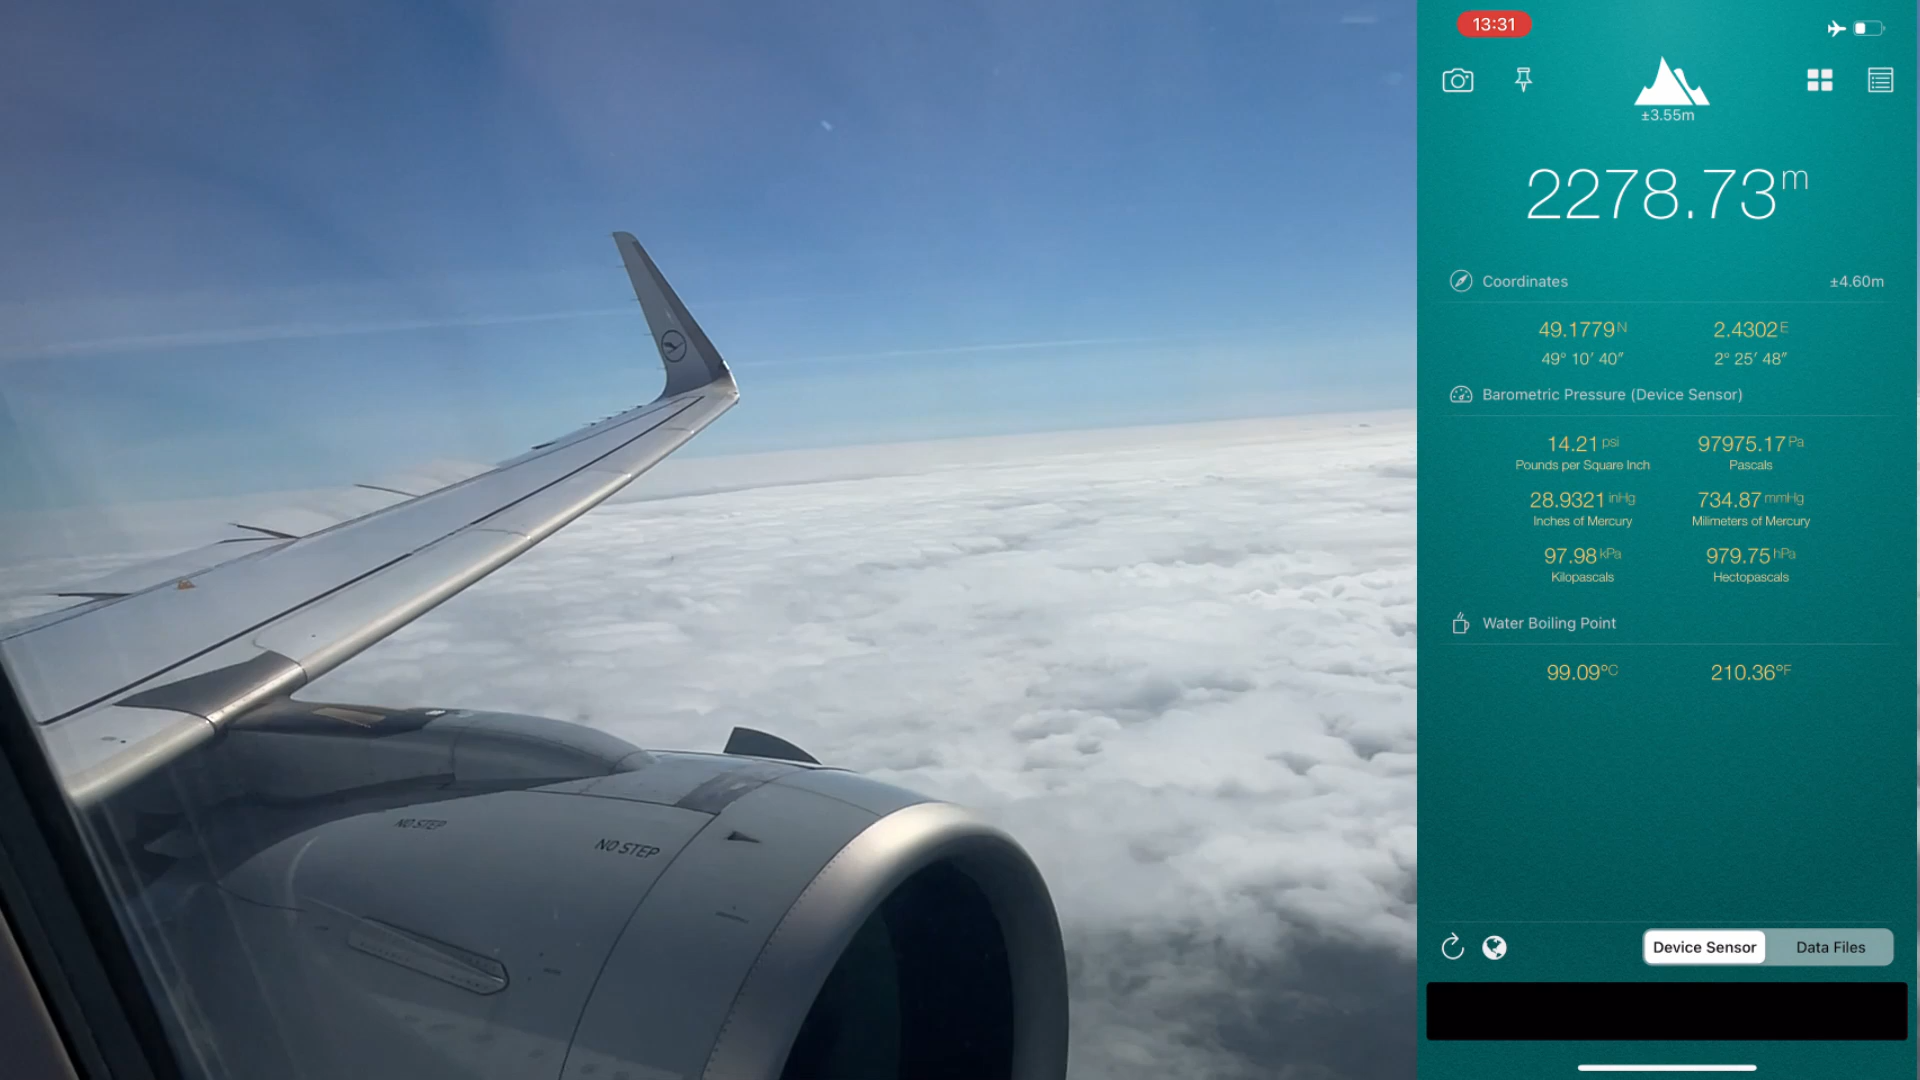 NO STEP
NO STEP
13:31
±3.55m
2278.73m
Coordinates ±4.60m
49.1779N 2.4302E
49° 10′ 40″ 2° 25′ 48″
Barometric Pressure (Device Sensor)
14.21 psi 97975.17 Pa
Pounds per Square Inch Pascals
28.9321 inHg 734.87 mmHg
Inches of Mercury Milimeters of Mercury
97.98 kPa 979.75 hPa
Kilopascals Hectopascals
Water Boiling Point
99.09°C 210.36°F
Device Sensor Data Files